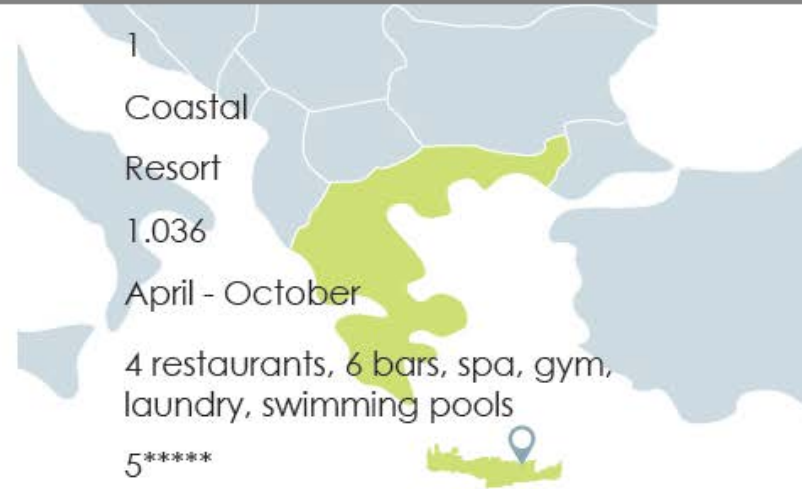 1
Coastal
Resort
1.036
April - October
4 restaurants, 6 bars, spa, gym,
laundry, swimming pools
5*****